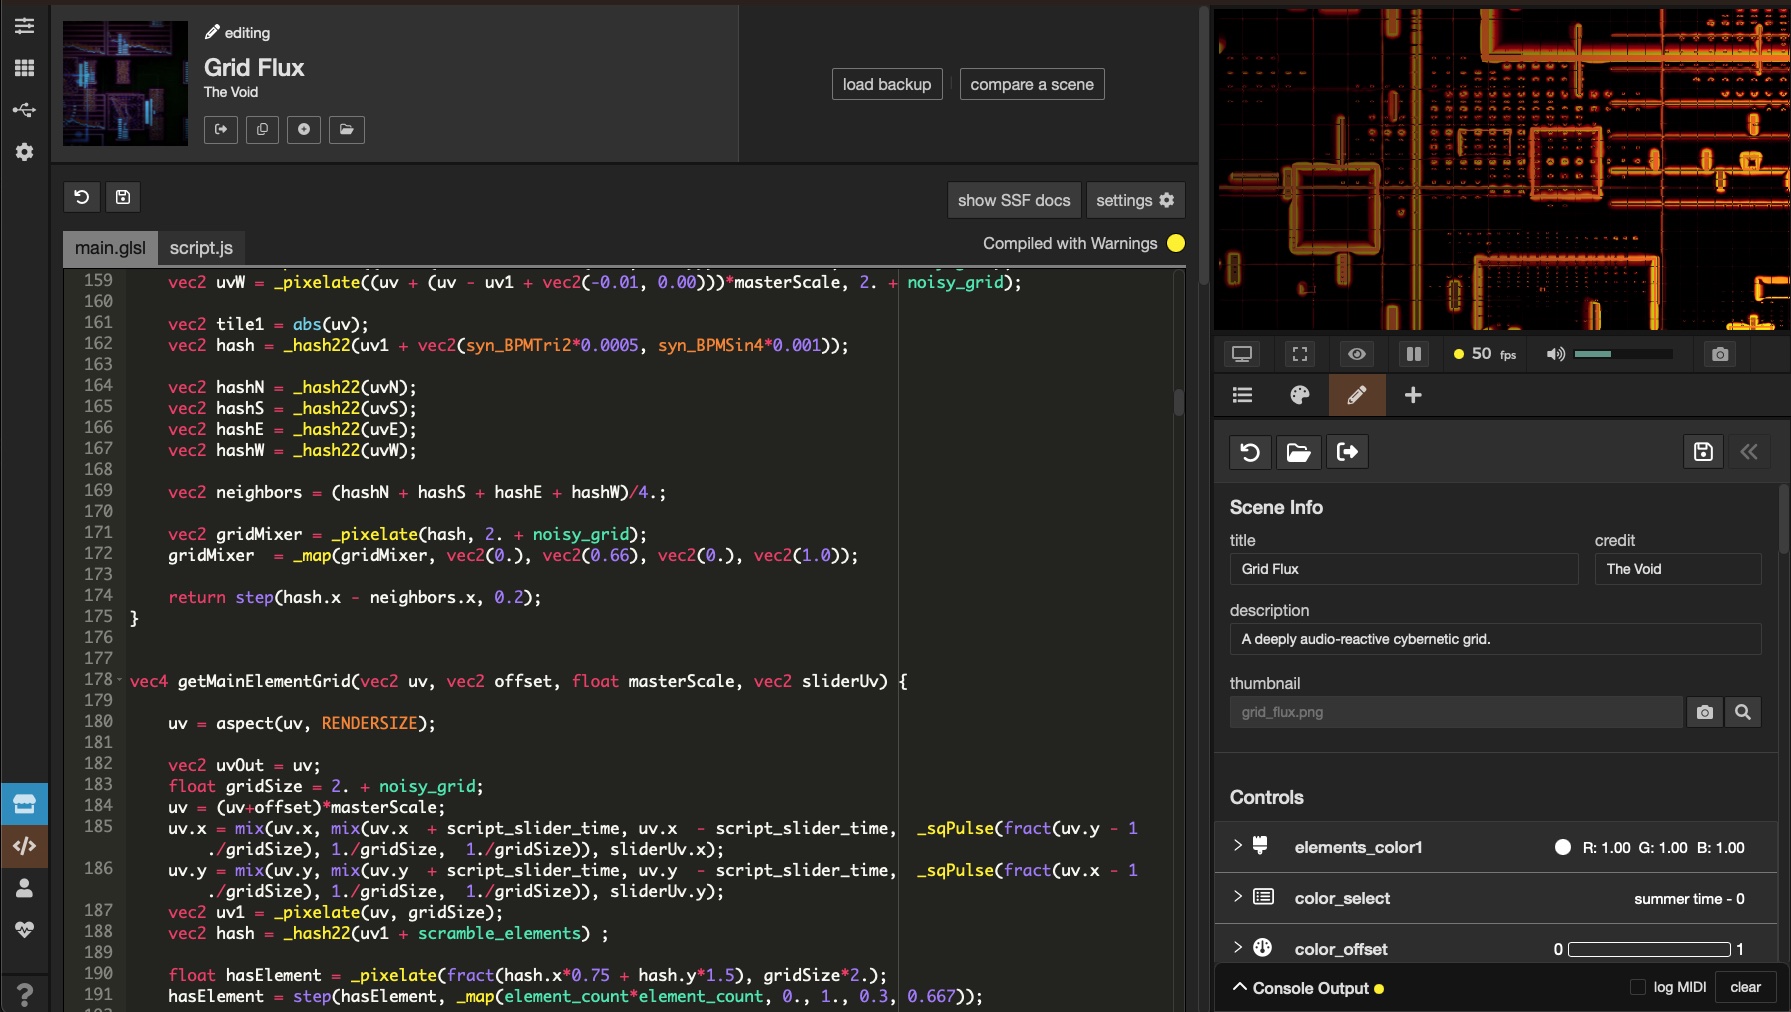 editing
Grid Flux
The Void
load backup
compare a scene
show SSF docs
settings
main.glsl
script.js
Compiled with Warnings
159 vec2 uvW = _pixelate((uv + (uv - uv1 + vec2(-0.01, 0.00)))*masterScale, 2. + noisy_grid);
160
161 vec2 tile1 = abs(uv);
162 vec2 hash = _hash22(uv1 + vec2(syn_BPMTri2*0.0005, syn_BPMSin4*0.001));
163
164 vec2 hashN = _hash22(uvN);
165 vec2 hashS = _hash22(uvS);
166 vec2 hashE = _hash22(uvE);
167 vec2 hashW = _hash22(uvW);
168
169 vec2 neighbors = (hashN + hashS + hashE + hashW)/4.;
170
171 vec2 gridMixer = _pixelate(hash, 2. + noisy_grid);
172 gridMixer  = _map(gridMixer, vec2(0.), vec2(0.66), vec2(0.), vec2(1.0));
173
174 return step(hash.x - neighbors.x, 0.2);
175 }
176
177
178 vec4 getMainElementGrid(vec2 uv, vec2 offset, float masterScale, vec2 sliderUv) {
179
180 uv = aspect(uv, RENDERSIZE);
181
182 vec2 uvOut = uv;
183 float gridSize = 2. + noisy_grid;
184 uv = (uv+offset)*masterScale;
185 uv.x = mix(uv.x, mix(uv.x  + script_slider_time, uv.x  - script_slider_time,  _sqPulse(fract(uv.y - 1
./gridSize), 1./gridSize,  1./gridSize)), sliderUv.x);
186 uv.y = mix(uv.y, mix(uv.y  + script_slider_time, uv.y  - script_slider_time,  _sqPulse(fract(uv.x - 1
./gridSize), 1./gridSize,  1./gridSize)), sliderUv.y);
187 vec2 uv1 = _pixelate(uv, gridSize);
188 vec2 hash = _hash22(uv1 + scramble_elements) ;
189
190 float hasElement = _pixelate(fract(hash.x*0.75 + hash.y*1.5), gridSize*2.);
191 hasElement = step(hasElement, _map(element_count*element_count, 0., 1., 0.3, 0.667));
50 fps
Scene Info
title
credit
Grid Flux
The Void
description
A deeply audio-reactive cybernetic grid.
thumbnail
grid_flux.png
Controls
elements_color1
R: 1.00 G: 1.00 B: 1.00
color_select
summer time - 0
color_offset
0
1
Console Output
log MIDI
clear